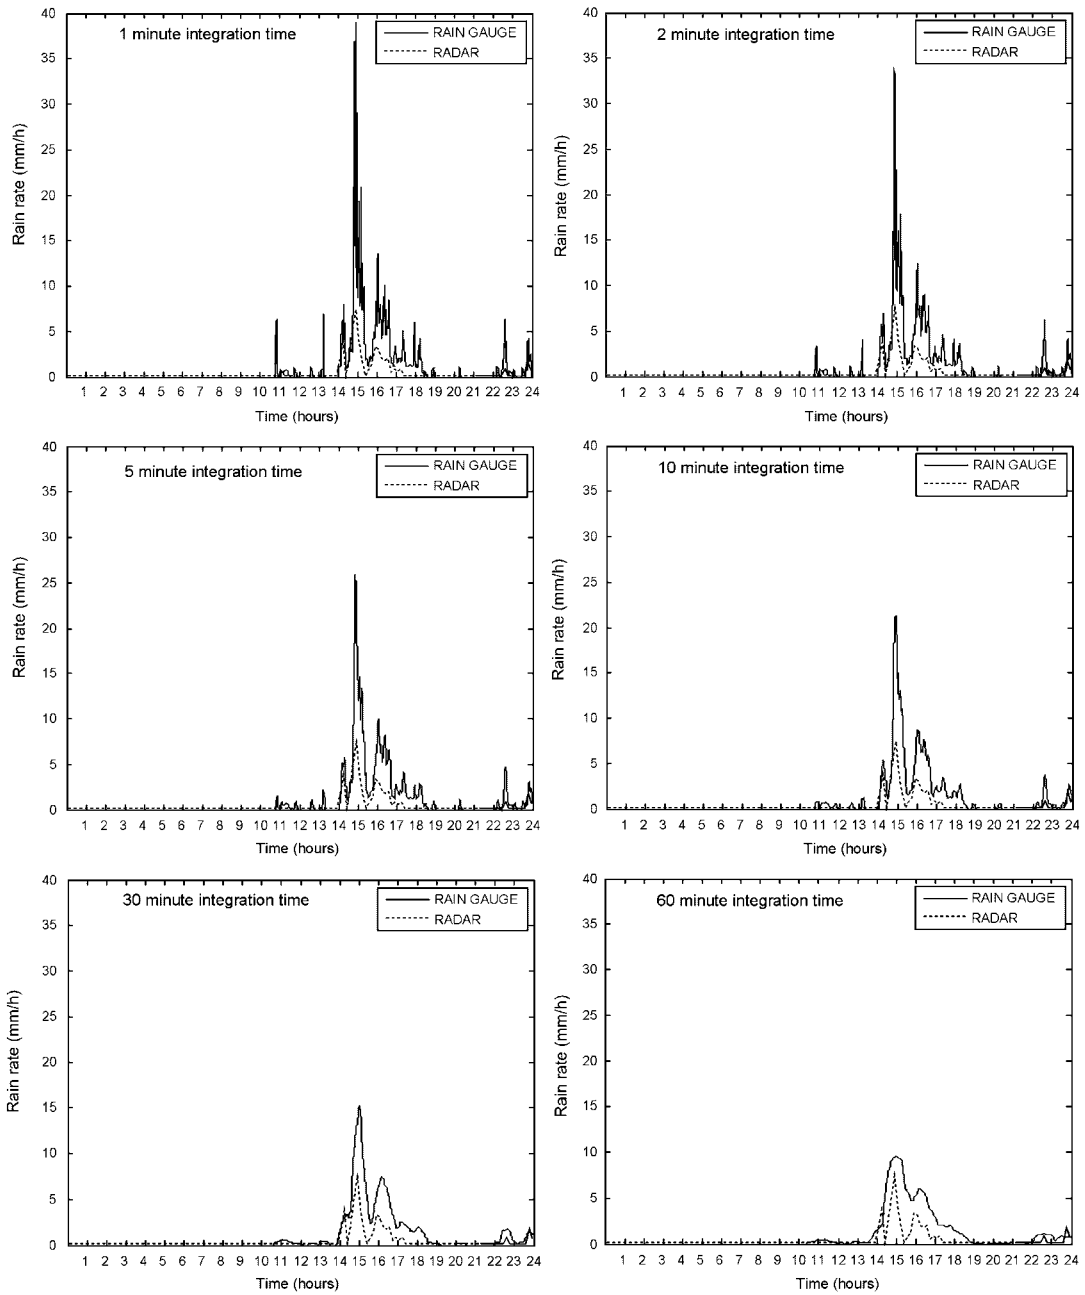 1 minute integration time
RAIN GAUGE
RADAR
40
35
30
25
20
15
10
5
0
Rain rate (mm/h)
1 2 3 4 5 6 7 8 9 10 11 12 13 14 15 16 17 18 19 20 21 22 23 24
Time (hours)
2 minute integration time
RAIN GAUGE
RADAR
40
35
30
25
20
15
10
5
0
Rain rate (mm/h)
1 2 3 4 5 6 7 8 9 10 11 12 13 14 15 16 17 18 19 20 21 22 23 24
Time (hours)
5 minute integration time
RAIN GAUGE
RADAR
40
35
30
25
20
15
10
5
0
Rain rate (mm/h)
1 2 3 4 5 6 7 8 9 10 11 12 13 14 15 16 17 18 19 20 21 22 23 24
Time (hours)
10 minute integration time
RAIN GAUGE
RADAR
40
35
30
25
20
15
10
5
0
Rain rate (mm/h)
1 2 3 4 5 6 7 8 9 10 11 12 13 14 15 16 17 18 19 20 21 22 23 24
Time (hours)
30 minute integration time
RAIN GAUGE
RADAR
40
35
30
25
20
15
10
5
0
Rain rate (mm/h)
1 2 3 4 5 6 7 8 9 10 11 12 13 14 15 16 17 18 19 20 21 22 23 24
Time (hours)
60 minute integration time
RAIN GAUGE
RADAR
40
35
30
25
20
15
10
5
0
Rain rate (mm/h)
1 2 3 4 5 6 7 8 9 10 11 12 13 14 15 16 17 18 19 20 21 22 23 24
Time (hours)